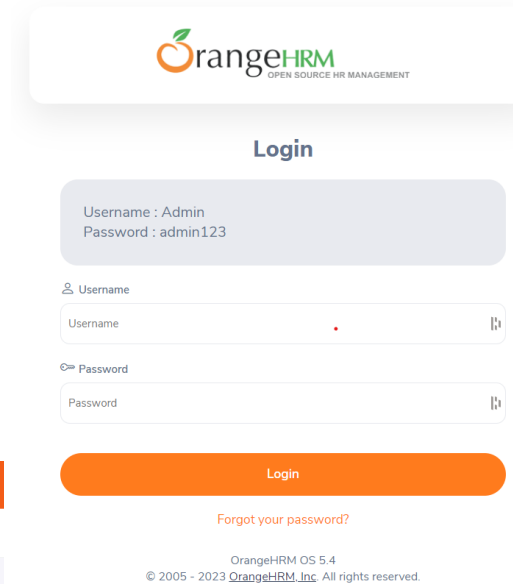 OrangeHRM
OPEN SOURCE HR MANAGEMENT
Login
Username : Admin
Password : admin123
Username
Username
Password
Password
Login
Forgot your password?
OrangeHRM OS 5.4
© 2005 - 2023 OrangeHRM, Inc. All rights reserved.